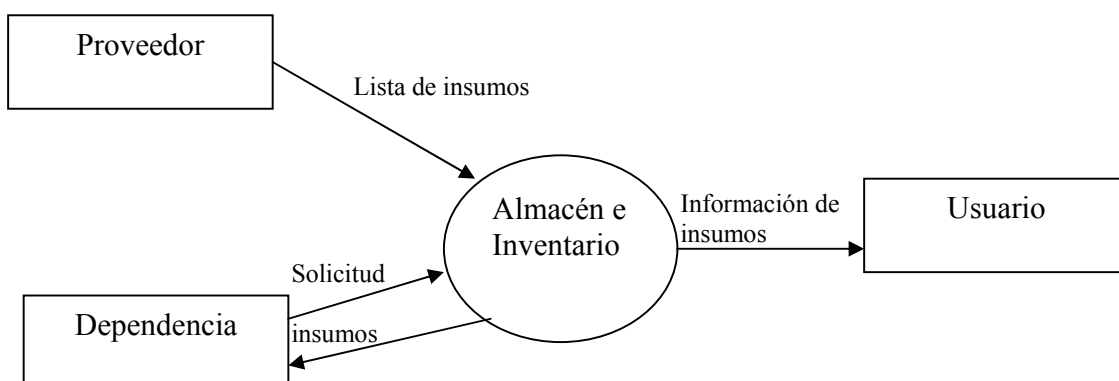 Proveedor
Lista de insumos
Almacén e
Inventario
Información de
insumos
Usuario
Solicitud
Dependencia
insumos